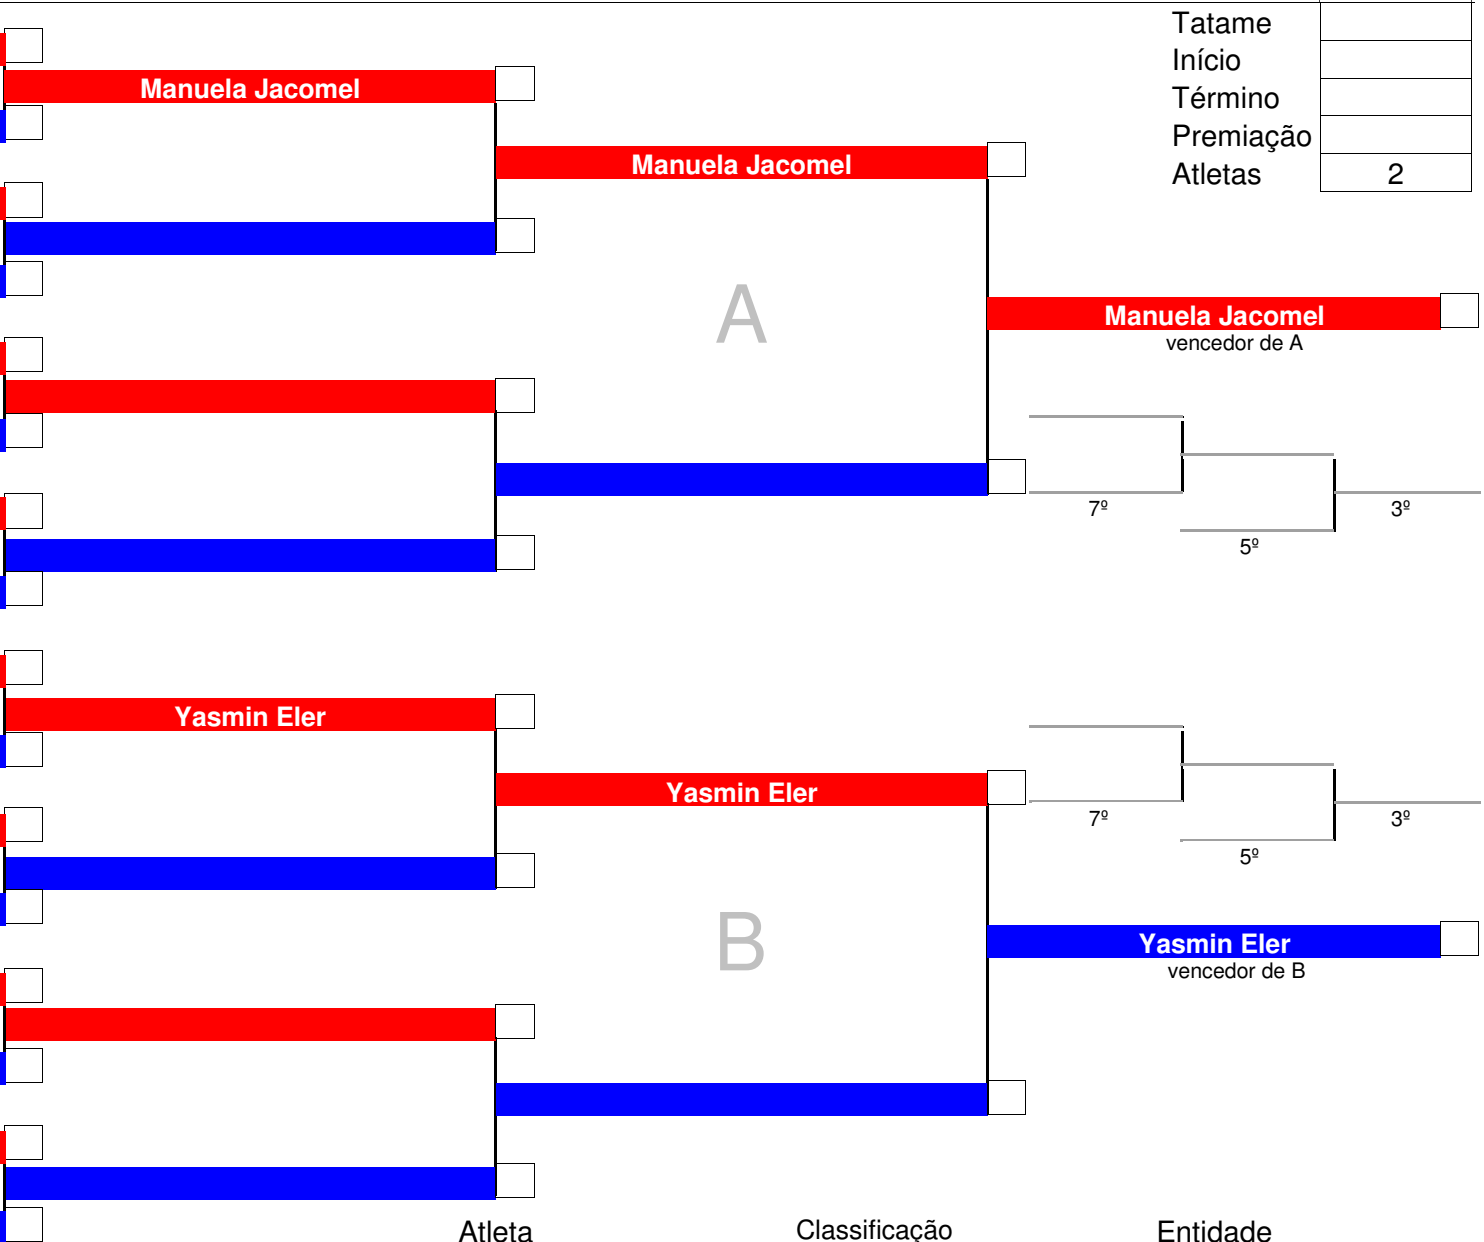 Tatame
Início
Término
Premiação
Atletas 2
Manuela Jacomel
Manuela Jacomel
A
Manuela Jacomel
vencedor de A
7º
3º
5º
Yasmin Eler
Yasmin Eler
7º
3º
5º
B
Yasmin Eler
vencedor de B
Atleta Classificação Entidade